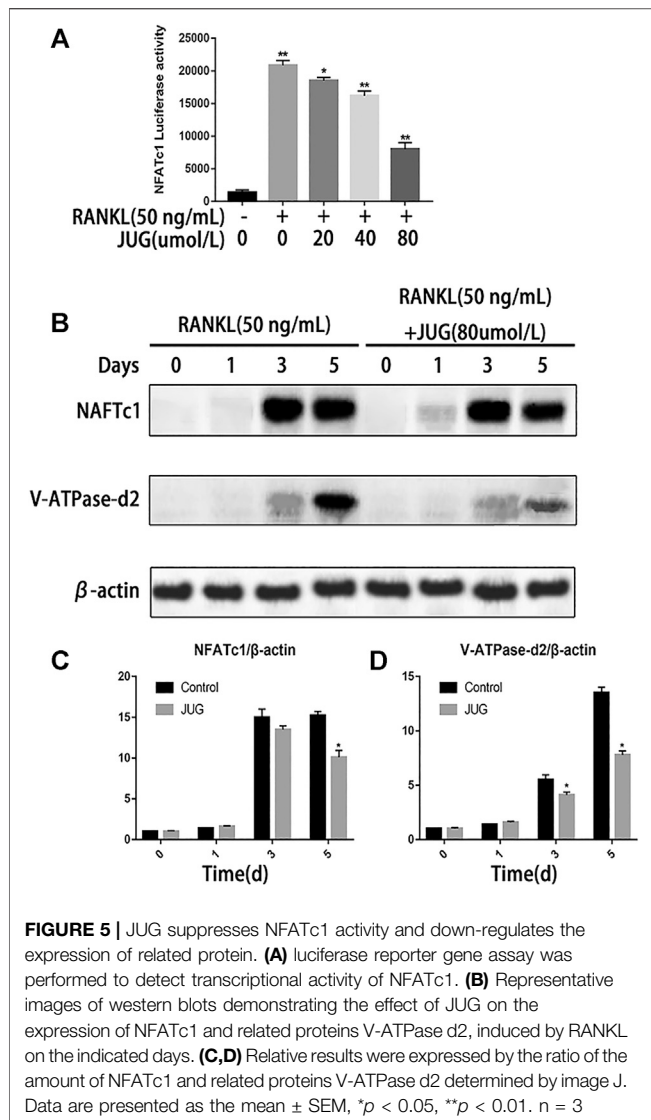 A
NFATc1 Luciferase activity
25000
20000
15000
10000
5000
0
** * ** **
RANKL(50 ng/mL) - + + + +
JUG(umol/L) 0 0 20 40 80
B
RANKL(50 ng/mL)
RANKL(50 ng/mL)
+JUG(80umol/L)
Days 0 1 3 5 0 1 3 5
NAFTc1
V-ATPase-d2
β-actin
C
NFATc1/β-actin
Control
JUG
20
15
10
5
0
*
0 1 3 5
Time(d)
D
V-ATPase-d2/β-actin
Control
JUG
15
10
5
0
* *
0 1 3 5
Time(d)
FIGURE 5 | JUG suppresses NFATc1 activity and down-regulates the
expression of related protein. (A) luciferase reporter gene assay was
performed to detect transcriptional activity of NFATc1. (B) Representative
images of western blots demonstrating the effect of JUG on the
expression of NFATc1 and related proteins V-ATPase d2, induced by RANKL
on the indicated days. (C,D) Relative results were expressed by the ratio of the
amount of NFATc1 and related proteins V-ATPase d2 determined by image J.
Data are presented as the mean ± SEM, *p < 0.05, **p < 0.01. n = 3